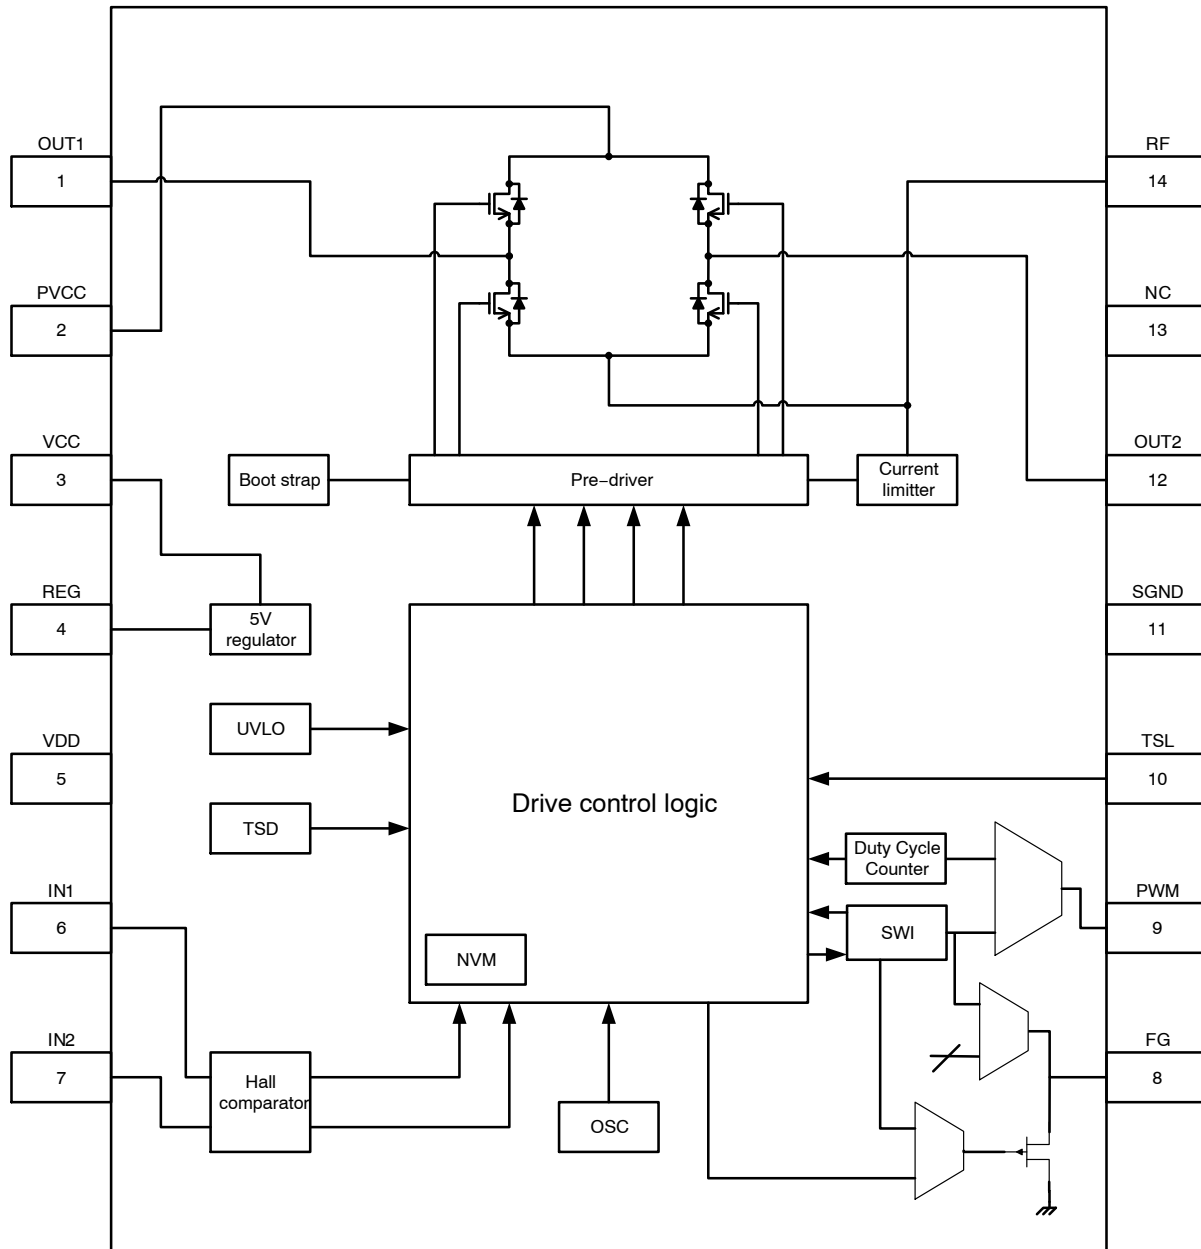 OUT1
1
PVCC
2
VCC
3
REG
4
VDD
5
IN1
6
IN2
7
RF
14
NC
13
OUT2
12
SGND
11
TSL
10
PWM
9
FG
8
Boot strap
Pre−driver
Current
limitter
5V
regulator
UVLO
TSD
Drive control logic
NVM
Duty Cycle
Counter
SWI
Hall
comparator
OSC